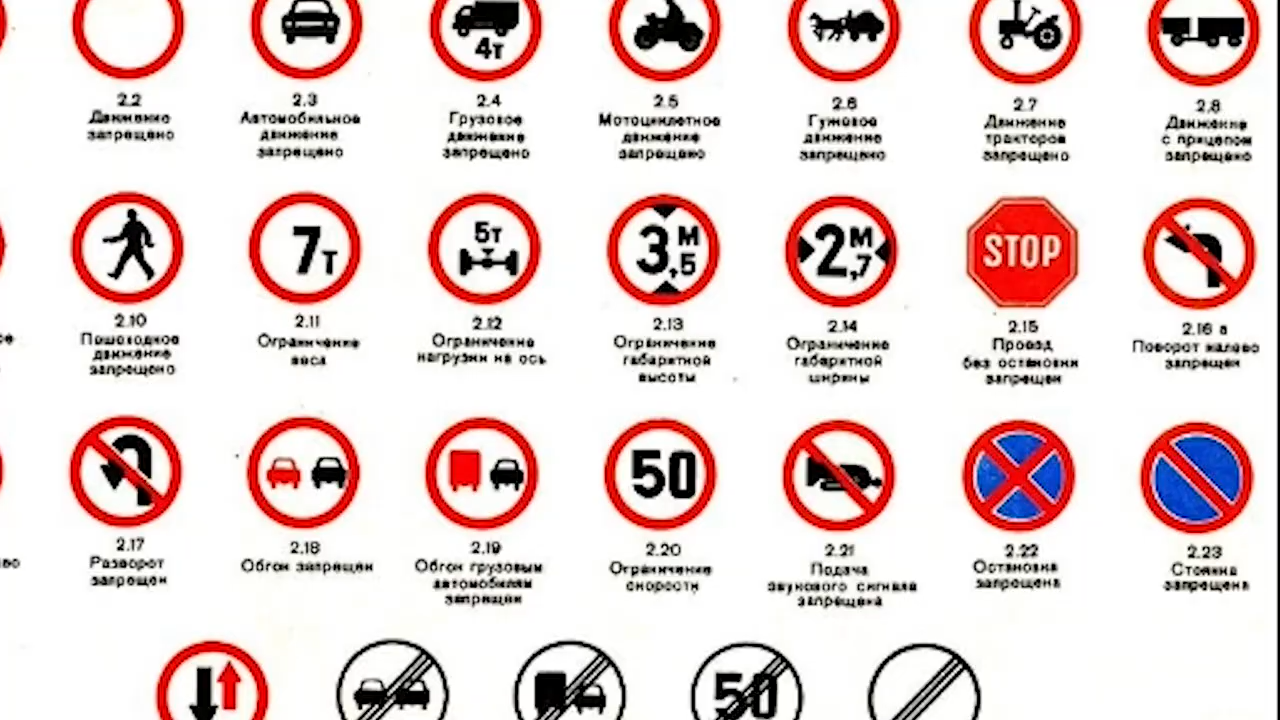 4т
2.2
Движение
запрещено
2.3
Автомобильное
движение
запрещено
2.4
Грузовое
движение
запрещено
2.5
Мотоциклетное
движение
запрещено
2.6
Гужевое
движение
запрещено
2.7
Движение
тракторов
запрещено
2.8
Движение
с прицепом
запрещено
7т
5т
3,5 м
2,7 м
STOP
2.10
Пешеходное
движение
запрещено
2.11
Ограничение
веса
2.12
Ограничение
нагрузки на ось
2.13
Ограничение
габаритной
высоты
2.14
Ограничение
габаритной
ширины
2.15
Проезд
без остановки
запрещен
2.16 а
Поворот налево
запрещен
50
2.17
Разворот
запрещен
2.18
Обгон запрещен
2.19
Обгон грузовым
автомобилям
запрещен
2.20
Ограничение
скорости
2.21
Подача
звукового сигнала
запрещена
2.22
Остановка
запрещена
2.23
Стоянка
запрещена
50